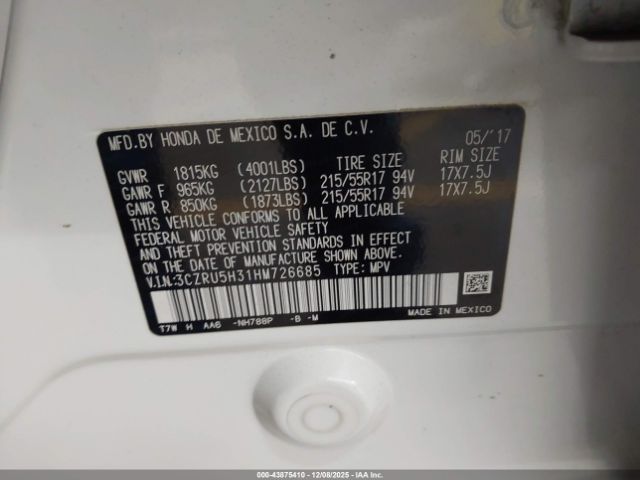 MFD.BY HONDA DE MEXICO S.A. DE C.V. 05/'17
GVWR 1815KG (4001LBS) TIRE SIZE RIM SIZE
GAWR F 965KG (2127LBS) 215/55R17 94V 17X7.5J
GAWR R 850KG (1873LBS) 215/55R17 94V 17X7.5J
THIS VEHICLE CONFORMS TO ALL APPLICABLE
FEDERAL MOTOR VEHICLE SAFETY
AND THEFT PREVENTION STANDARDS IN EFFECT ON THE
DATE OF MANUFACTURE SHOWN ABOVE.
V.I.N:3CZRU5H31HM726685 TYPE: MPV
T7W H AA6 -NH788P -B -M MADE IN MEXICO
000-43875410 | 12/08/2025 - IAA |